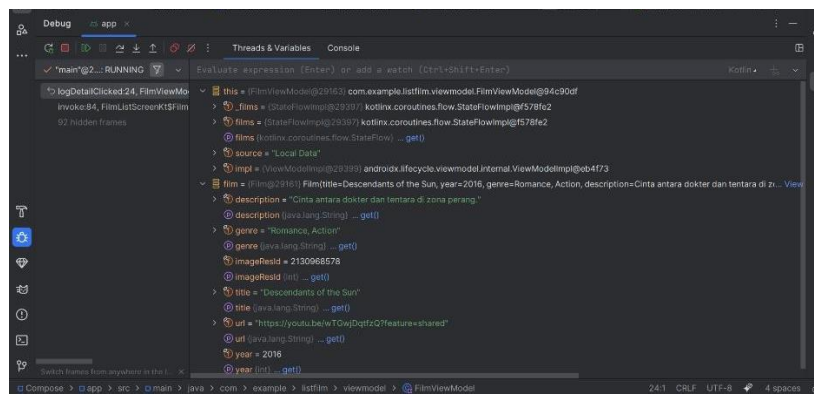 Debug app ×
Threads & Variables Console
"main"@2...: RUNNING
Evaluate expression (Enter) or add a watch (Ctrl+Shift+Enter)
Kotlin
logDetailClicked:24, FilmViewMo
invoke:84, FilmListScreenKt$Film
92 hidden frames
this = {FilmViewModel@29163} com.example.listfilm.viewmodel.FilmViewModel@94c90df
_films = {StateFlowImpl@29397} kotlinx.coroutines.flow.StateFlowImpl@f578fe2
films = {StateFlowImpl@29397} kotlinx.coroutines.flow.StateFlowImpl@f578fe2
films {kotlinx.coroutines.flow.StateFlow} ... get()
source = "Local Data"
impl = {ViewModelImpl@29399} androidx.lifecycle.viewmodel.internal.ViewModelImpl@eb4f73
film = {Film@29161} Film(title=Descendants of the Sun, year=2016, genre=Romance, Action, description=Cinta antara dokter dan tentara di zo... View
description = "Cinta antara dokter dan tentara di zona perang."
description {java.lang.String} ... get()
genre = "Romance, Action"
genre {java.lang.String} ... get()
imageResId = 2130968578
imageResId {int} ... get()
title = "Descendants of the Sun"
title {java.lang.String} ... get()
url = "https://youtu.be/wTGwjDqtfzQ?feature=shared"
url {java.lang.String} ... get()
year = 2016
year {int} ... get()
Switch frames from anywhere in the I... ×
Compose > app > src > main > java > com > example > listfilm > viewmodel > FilmViewModel
24:1 CRLF UTF-8 4 spaces